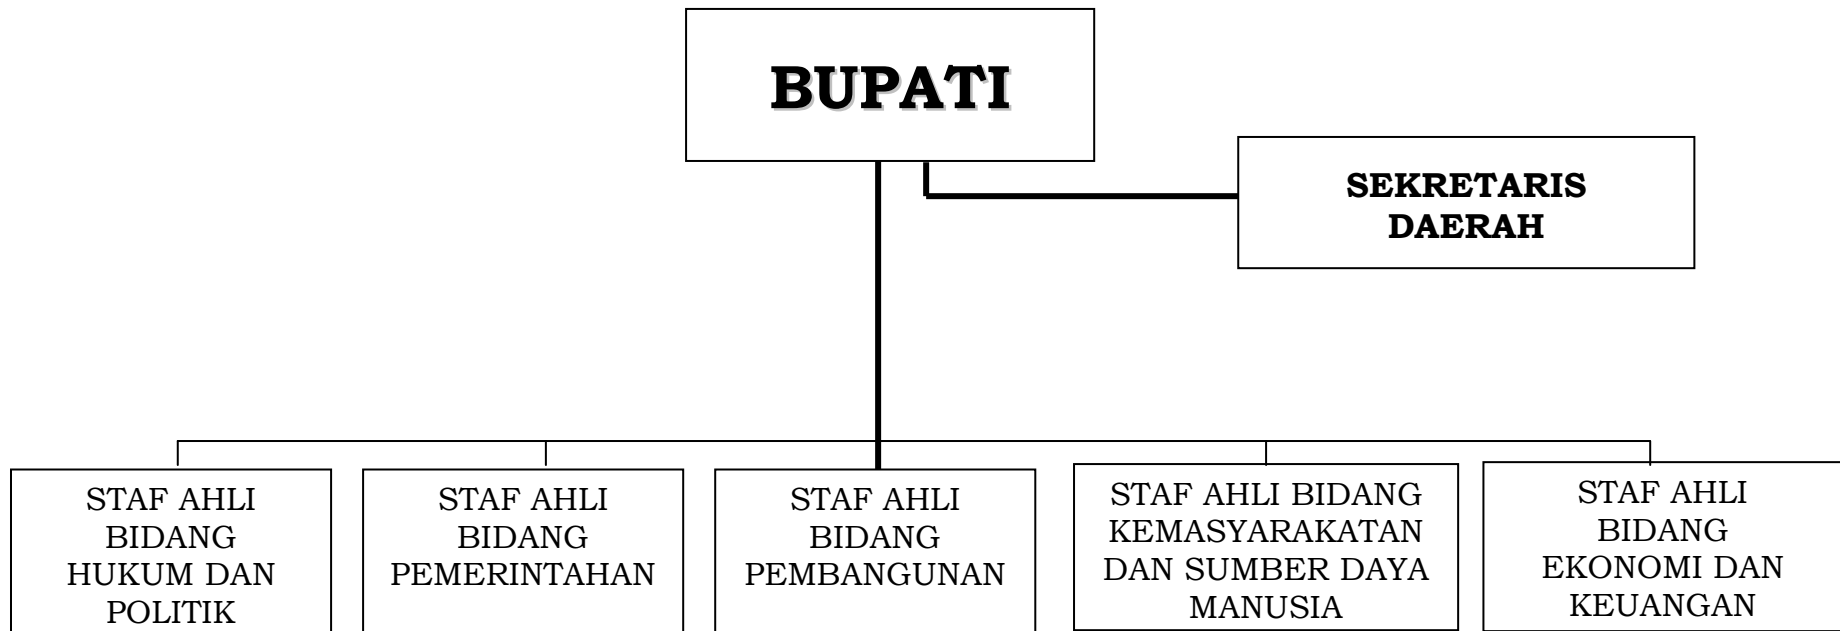 BUPATI
SEKRETARIS
DAERAH
STAF AHLI
BIDANG
HUKUM DAN
POLITIK
STAF AHLI
BIDANG
PEMERINTAHAN
STAF AHLI
BIDANG
PEMBANGUNAN
STAF AHLI BIDANG
KEMASYARAKATAN
DAN SUMBER DAYA
MANUSIA
STAF AHLI
BIDANG
EKONOMI DAN
KEUANGAN